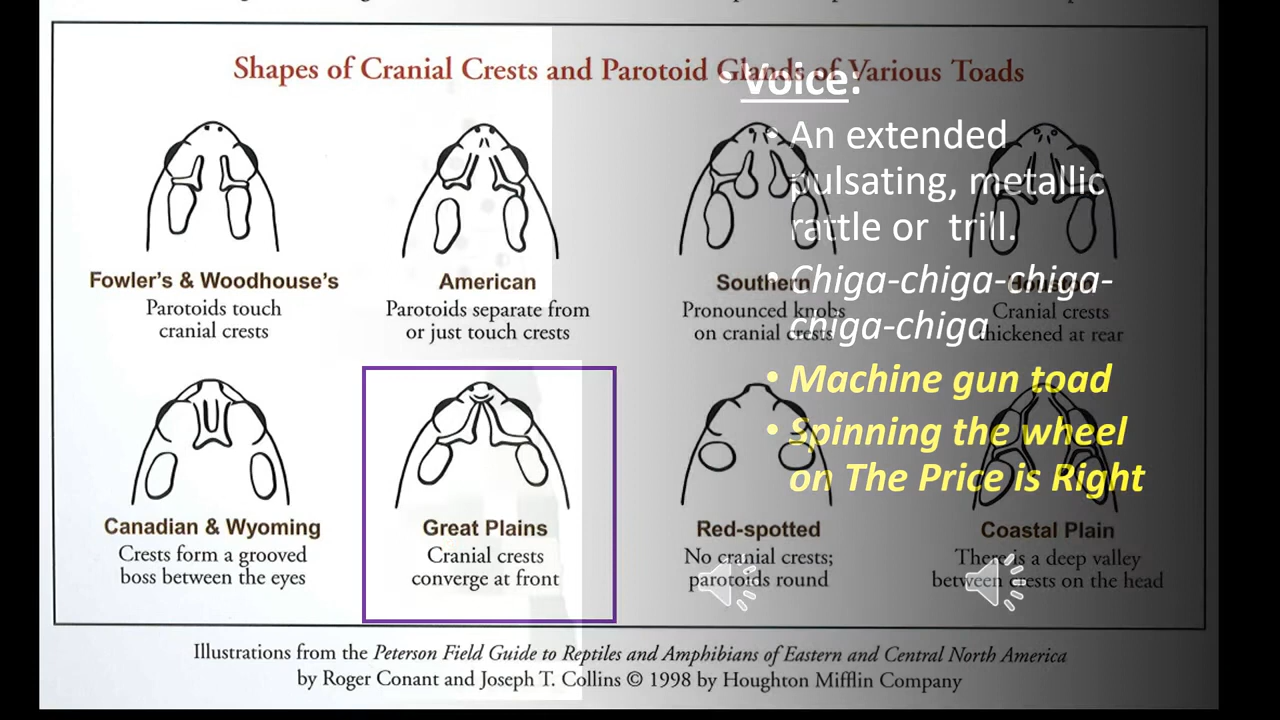 Shapes of Cranial Crests and Parotoid Glands of Various Toads
Fowler's & Woodhouse's
Parotoids touch
cranial crests
American
Parotoids separate from
or just touch crests
Southern
Pronounced knobs
on cranial crests
Houston
Cranial crests
thickened at rear
Canadian & Wyoming
Crests form a grooved
boss between the eyes
Great Plains
Cranial crests
converge at front
Red-spotted
No cranial crests;
parotoids round
Coastal Plain
There is a deep valley
between crests on the head
Illustrations from the Peterson Field Guide to Reptiles and Amphibians of Eastern and Central North America
by Roger Conant and Joseph T. Collins © 1998 by Houghton Mifflin Company
• Voice:
• An extended
pulsating, metallic
rattle or trill.
• Chiga-chiga-chiga-
chiga-chiga
• Machine gun toad
• Spinning the wheel
on The Price is Right